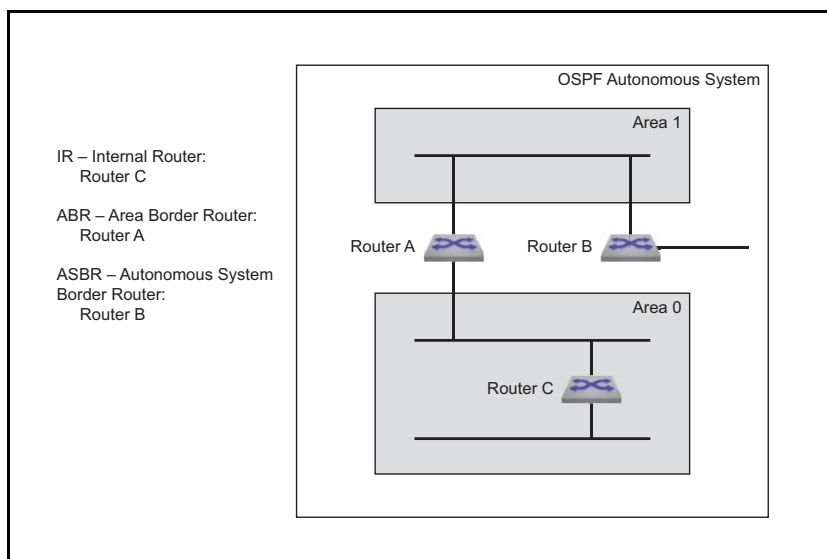 OSPF Autonomous System
Area 1
IR – Internal Router:
Router C
ABR – Area Border Router:
Router A
ASBR – Autonomous System
Border Router:
Router B
Router A
Router B
Area 0
Router C